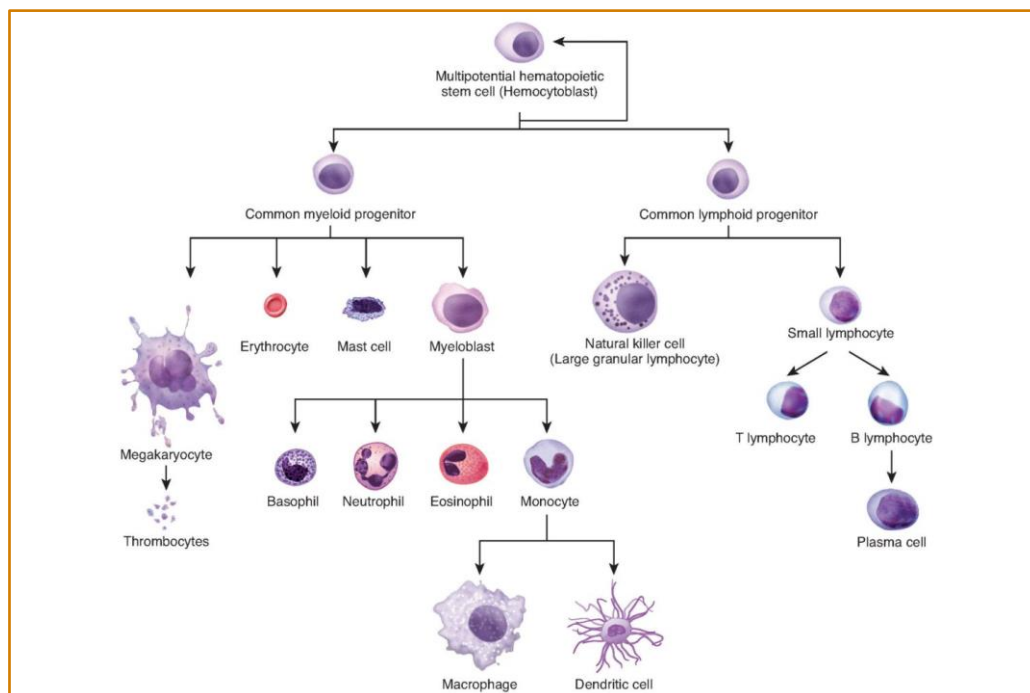 Multipotential hematopoietic
stem cell (Hemocytoblast)
Common myeloid progenitor
Common lymphoid progenitor
Erythrocyte
Mast cell
Myeloblast
Natural killer cell
(Large granular lymphocyte)
Small lymphocyte
Megakaryocyte
Basophil
Neutrophil
Eosinophil
Monocyte
T lymphocyte
B lymphocyte
Thrombocytes
Plasma cell
Macrophage
Dendritic cell